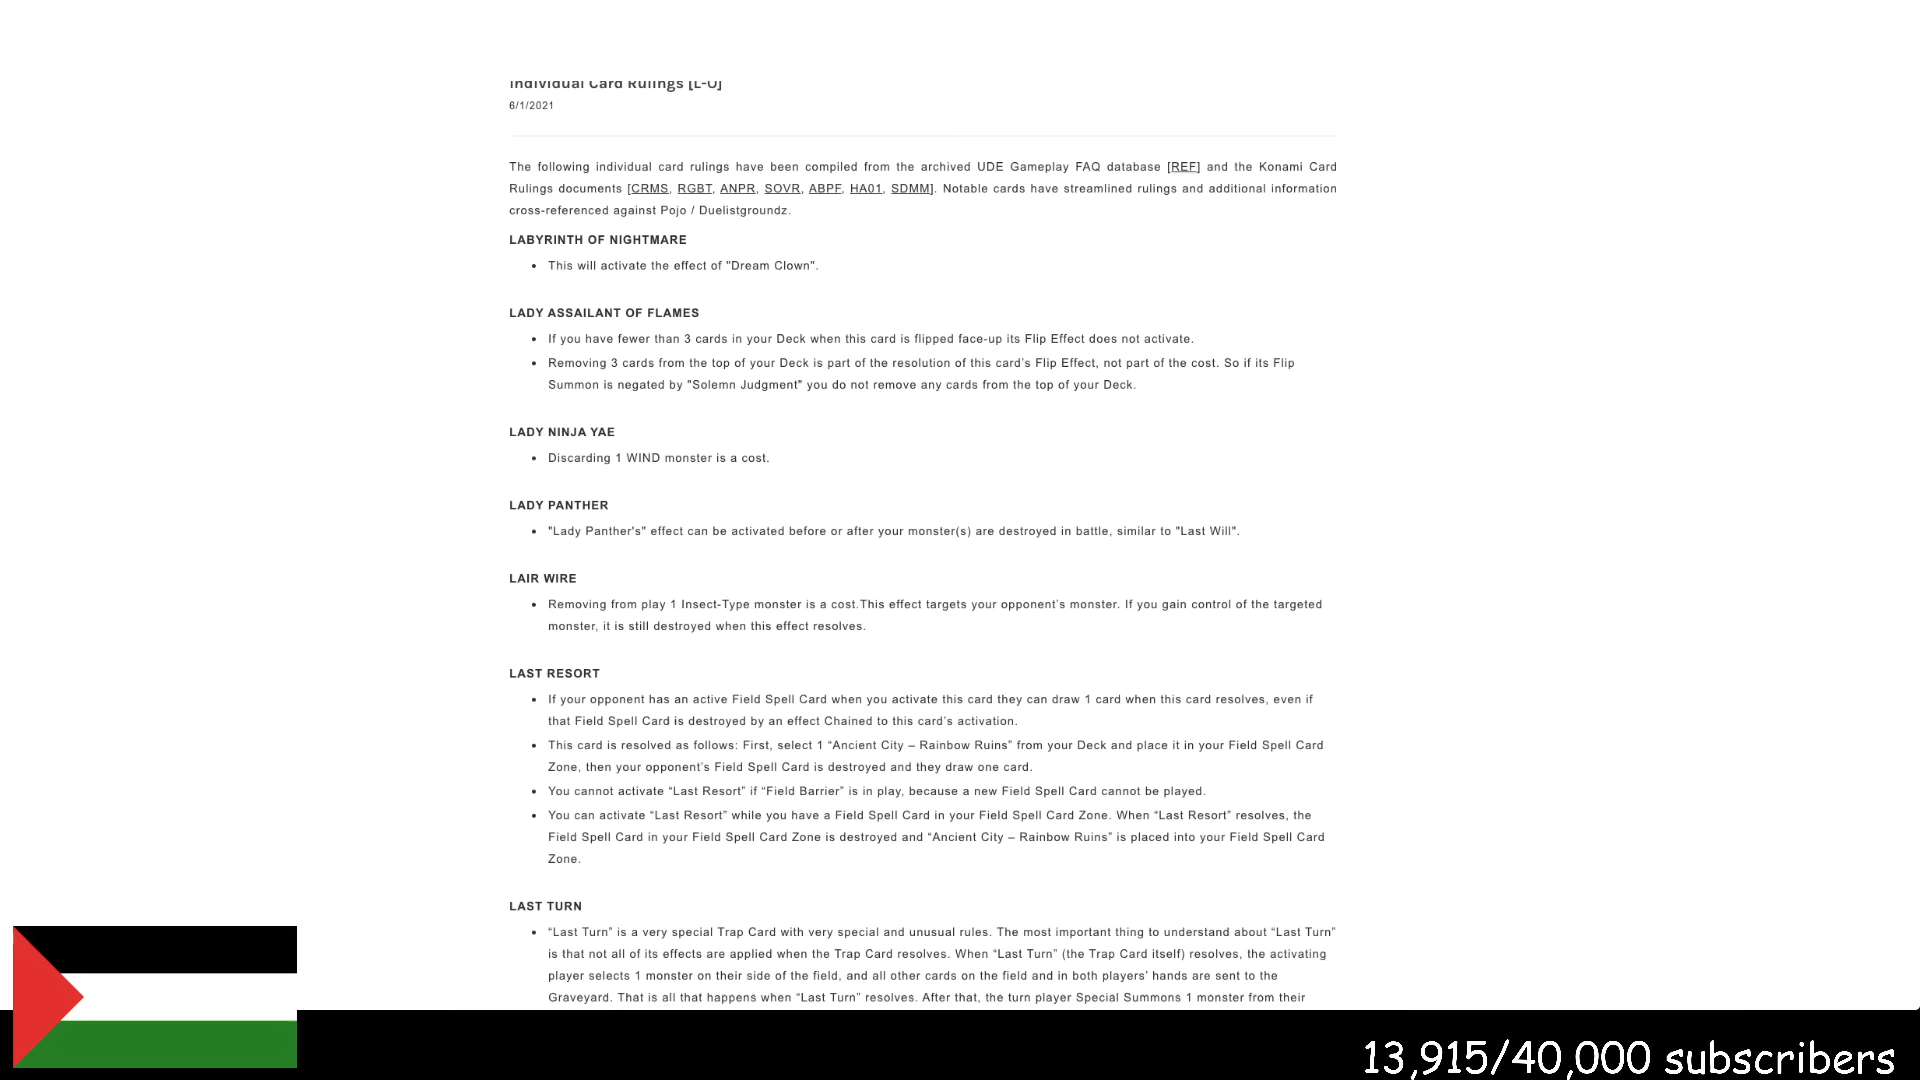 Individual Card Rulings [L-O]
6/1/2021
The following individual card rulings have been compiled from the archived UDE Gameplay FAQ database [REF] and the Konami Card
Rulings documents [CRMS, RGBT, ANPR, SOVR, ABPF, HA01, SDMM]. Notable cards have streamlined rulings and additional information
cross-referenced against Pojo / Duelistgroundz.
LABYRINTH OF NIGHTMARE
• This will activate the effect of "Dream Clown".
LADY ASSAILANT OF FLAMES
• If you have fewer than 3 cards in your Deck when this card is flipped face-up its Flip Effect does not activate.
• Removing 3 cards from the top of your Deck is part of the resolution of this card’s Flip Effect, not part of the cost. So if its Flip
Summon is negated by "Solemn Judgment" you do not remove any cards from the top of your Deck.
LADY NINJA YAE
• Discarding 1 WIND monster is a cost.
LADY PANTHER
• "Lady Panther's" effect can be activated before or after your monster(s) are destroyed in battle, similar to "Last Will".
LAIR WIRE
• Removing from play 1 Insect-Type monster is a cost.This effect targets your opponent’s monster. If you gain control of the targeted
monster, it is still destroyed when this effect resolves.
LAST RESORT
• If your opponent has an active Field Spell Card when you activate this card they can draw 1 card when this card resolves, even if
that Field Spell Card is destroyed by an effect Chained to this card’s activation.
• This card is resolved as follows: First, select 1 “Ancient City – Rainbow Ruins” from your Deck and place it in your Field Spell Card
Zone, then your opponent’s Field Spell Card is destroyed and they draw one card.
• You cannot activate “Last Resort” if “Field Barrier” is in play, because a new Field Spell Card cannot be played.
• You can activate “Last Resort” while you have a Field Spell Card in your Field Spell Card Zone. When “Last Resort” resolves, the
Field Spell Card in your Field Spell Card Zone is destroyed and “Ancient City – Rainbow Ruins” is placed into your Field Spell Card
Zone.
LAST TURN
• “Last Turn” is a very special Trap Card with very special and unusual rules. The most important thing to understand about “Last Turn”
is that not all of its effects are applied when the Trap Card resolves. When “Last Turn” (the Trap Card itself) resolves, the activating
player selects 1 monster on their side of the field, and all other cards on the field and in both players’ hands are sent to the
Graveyard. That is all that happens when “Last Turn” resolves. After that, the turn player Special Summons 1 monster from their
13,915/40,000 subscribers